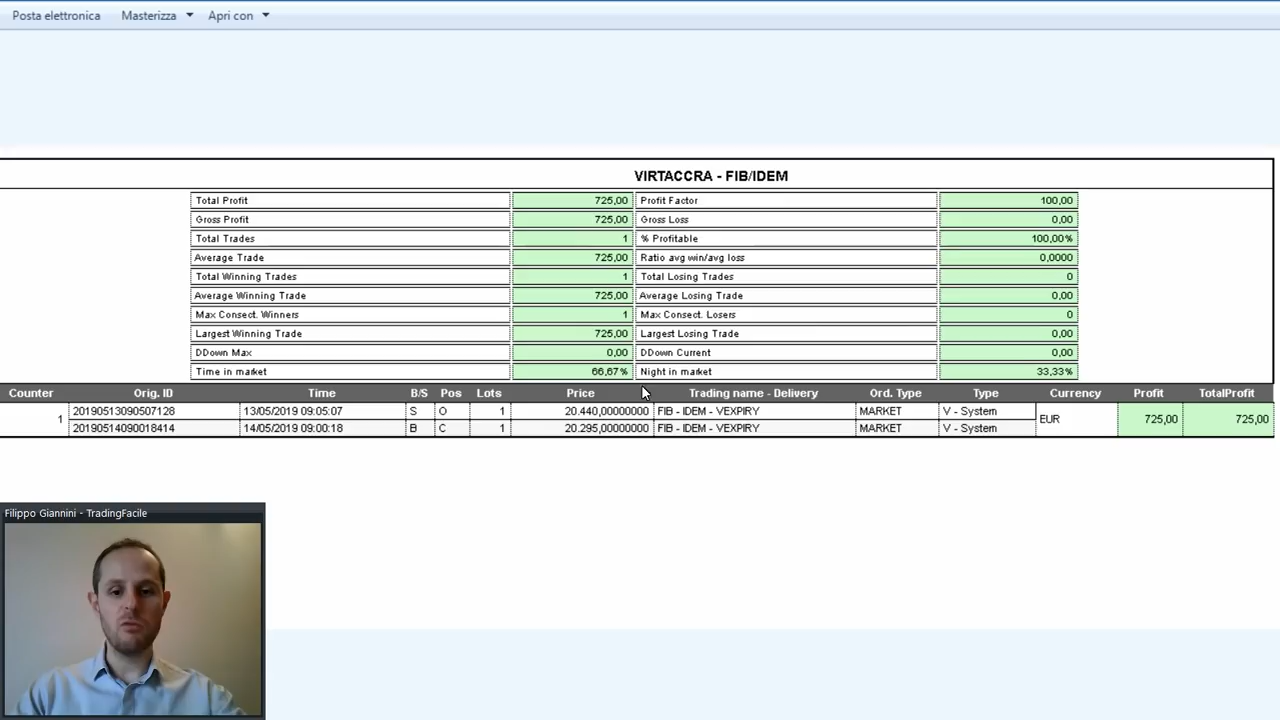 Posta elettronica Masterizza Apri con
VIRTACCRA - FIB/IDEM
Total Profit 725,00 Profit Factor 100,00
Gross Profit 725,00 Gross Loss 0,00
Total Trades 1 % Profitable 100,00%
Average Trade 725,00 Ratio avg win/avg loss 0,0000
Total Winning Trades 1 Total Losing Trades 0
Average Winning Trade 725,00 Average Losing Trade 0,00
Max Consect. Winners 1 Max Consect. Losers 0
Largest Winning Trade 725,00 Largest Losing Trade 0,00
DDown Max 0,00 DDown Current 0,00
Time in market 66,67% Night in market 33,33%
Counter Orig. ID Time B/S Pos Lots Price Trading name - Delivery Ord. Type Type Currency Profit TotalProfit
1 20190513090507128 13/05/2019 09:05:07 S O 1 20.440,00000000 FIB - IDEM - VEXPIRY MARKET V - System EUR 725,00 725,00
20190514090018414 14/05/2019 09:00:18 B C 1 20.295,00000000 FIB - IDEM - VEXPIRY MARKET V - System
Filippo Giannini - TradingFacile